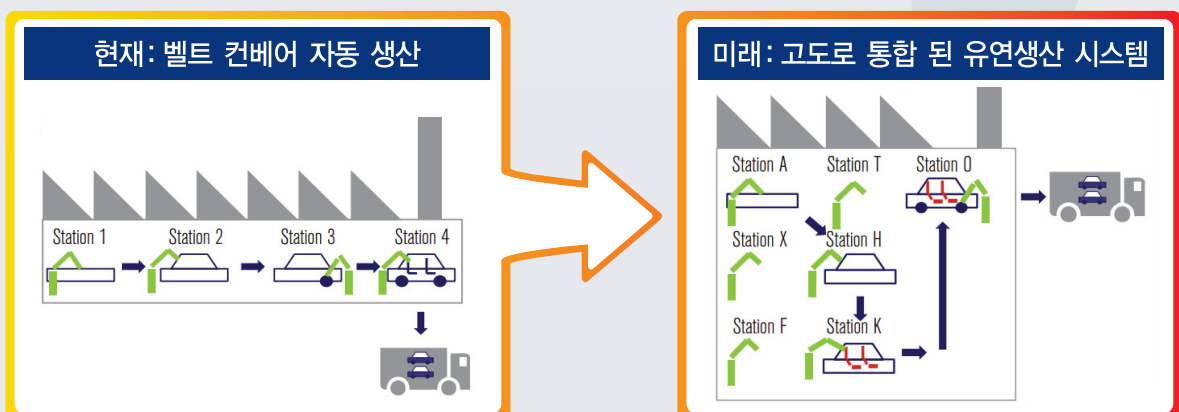 현재: 벨트 컨베어 자동 생산
Station 1
Station 2
Station 3
Station 4
미래: 고도로 통합 된 유연생산 시스템
Station A
Station T
Station O
Station X
Station H
Station F
Station K